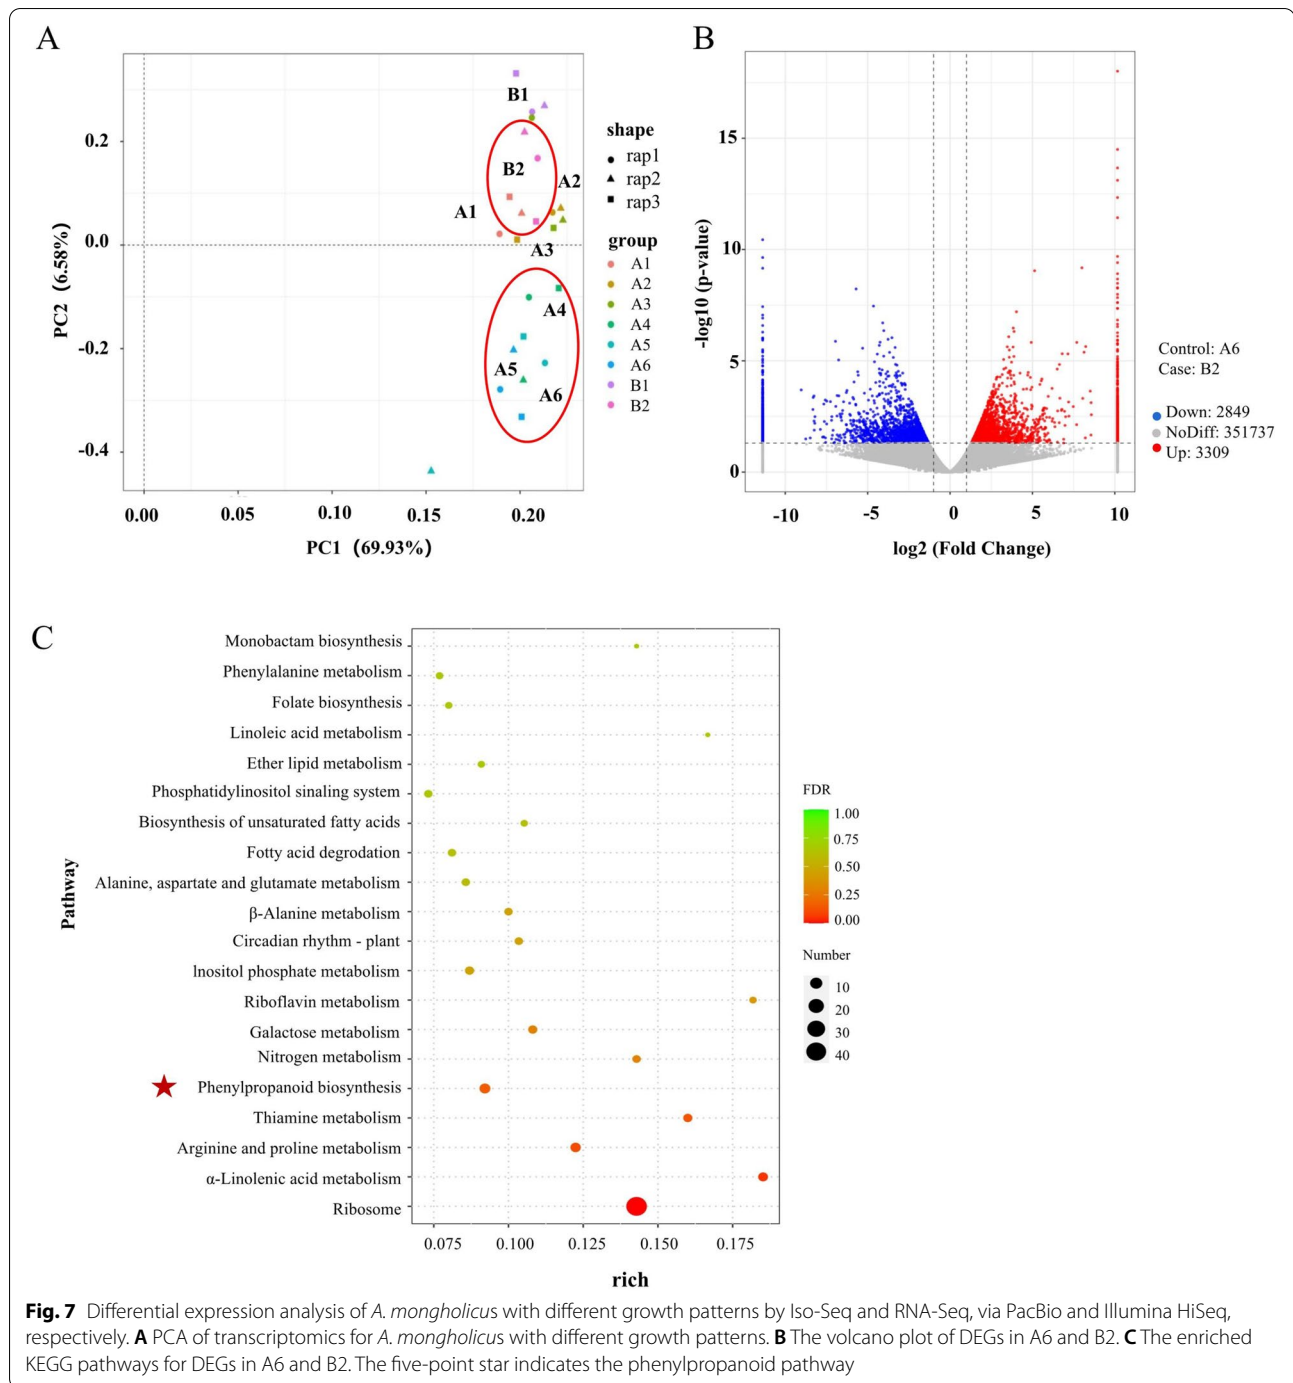 A
B1
B2
A2
A1
A3
A4
A5
A6
0.2
0.0
-0.2
-0.4
PC2 (6.58%)
0.00
0.05
0.10
0.15
0.20
PC1 (69.93%)
shape
rap1
rap2
rap3
group
A1
A2
A3
A4
A5
A6
B1
B2
B
15
10
5
0
-log10 (p-value)
-10
-5
0
5
10
log2 (Fold Change)
Control: A6
Case: B2
Down: 2849
NoDiff: 351737
Up: 3309
C
Pathway
Monobactam biosynthesis
Phenylalanine metabolism
Folate biosynthesis
Linoleic acid metabolism
Ether lipid metabolism
Phosphatidylinositol sinaling system
Biosynthesis of unsaturated fatty acids
Fotty acid degrodation
Alanine, aspartate and glutamate metabolism
β-Alanine metabolism
Circadian rhythm - plant
lnositol phosphate metabolism
Riboflavin metabolism
Galactose metabolism
Nitrogen metabolism
Phenylpropanoid biosynthesis
Thiamine metabolism
Arginine and proline metabolism
α-Linolenic acid metabolism
Ribosome
0.075
0.100
0.125
0.150
0.175
rich
FDR
1.00
0.75
0.50
0.25
0.00
Number
10
20
30
40
Fig. 7 Differential expression analysis of A. mongholicus with different growth patterns by Iso-Seq and RNA-Seq, via PacBio and Illumina HiSeq,
respectively. A PCA of transcriptomics for A. mongholicus with different growth patterns. B The volcano plot of DEGs in A6 and B2. C The enriched
KEGG pathways for DEGs in A6 and B2. The five-point star indicates the phenylpropanoid pathway